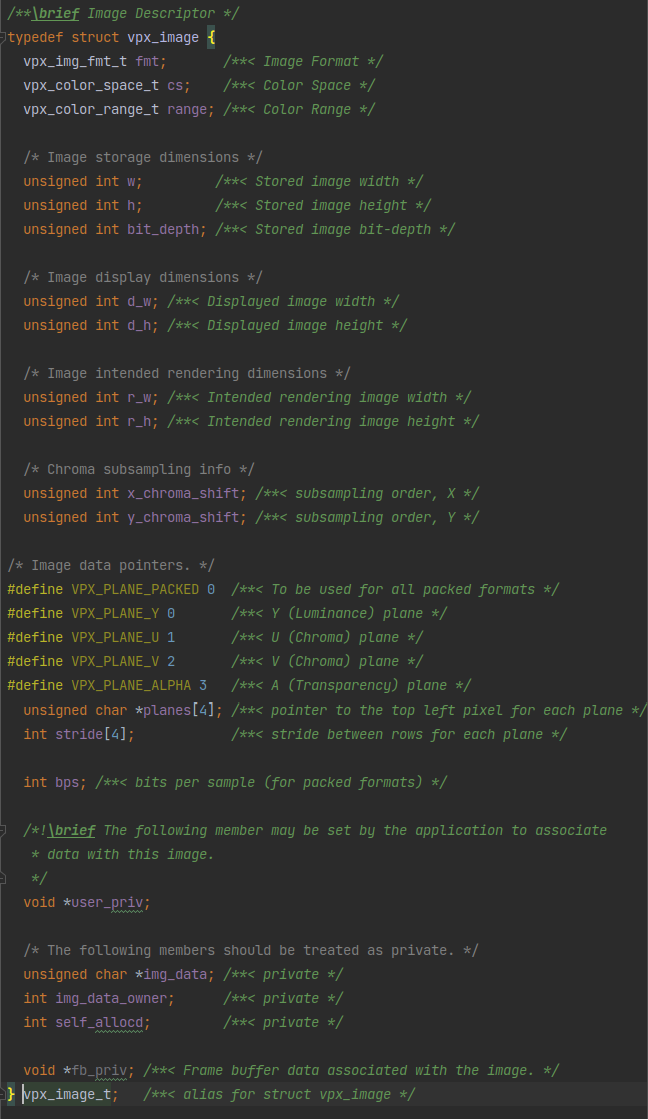 /**\brief Image Descriptor */
typedef struct vpx_image {
  vpx_img_fmt_t fmt;       /**< Image Format */
  vpx_color_space_t cs;    /**< Color Space */
  vpx_color_range_t range; /**< Color Range */

  /* Image storage dimensions */
  unsigned int w;         /**< Stored image width */
  unsigned int h;         /**< Stored image height */
  unsigned int bit_depth; /**< Stored image bit-depth */

  /* Image display dimensions */
  unsigned int d_w; /**< Displayed image width */
  unsigned int d_h; /**< Displayed image height */

  /* Image intended rendering dimensions */
  unsigned int r_w; /**< Intended rendering image width */
  unsigned int r_h; /**< Intended rendering image height */

  /* Chroma subsampling info */
  unsigned int x_chroma_shift; /**< subsampling order, X */
  unsigned int y_chroma_shift; /**< subsampling order, Y */

/* Image data pointers. */
#define VPX_PLANE_PACKED 0  /**< To be used for all packed formats */
#define VPX_PLANE_Y 0       /**< Y (Luminance) plane */
#define VPX_PLANE_U 1       /**< U (Chroma) plane */
#define VPX_PLANE_V 2       /**< V (Chroma) plane */
#define VPX_PLANE_ALPHA 3   /**< A (Transparency) plane */
  unsigned char *planes[4]; /**< pointer to the top left pixel for each plane */
  int stride[4];            /**< stride between rows for each plane */

  int bps; /**< bits per sample (for packed formats) */

  /*!\brief The following member may be set by the application to associate
   * data with this image.
   */
  void *user_priv;

  /* The following members should be treated as private. */
  unsigned char *img_data; /**< private */
  int img_data_owner;      /**< private */
  int self_allocd;         /**< private */

  void *fb_priv; /**< Frame buffer data associated with the image. */
} vpx_image_t;   /**< alias for struct vpx_image */